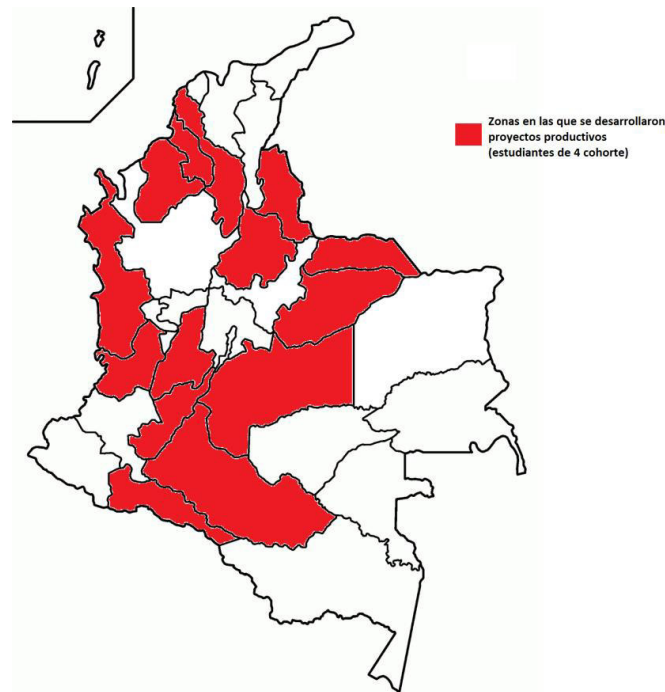 Zonas en las que se desarrollaron
proyectos productivos
(estudiantes de 4 cohorte)